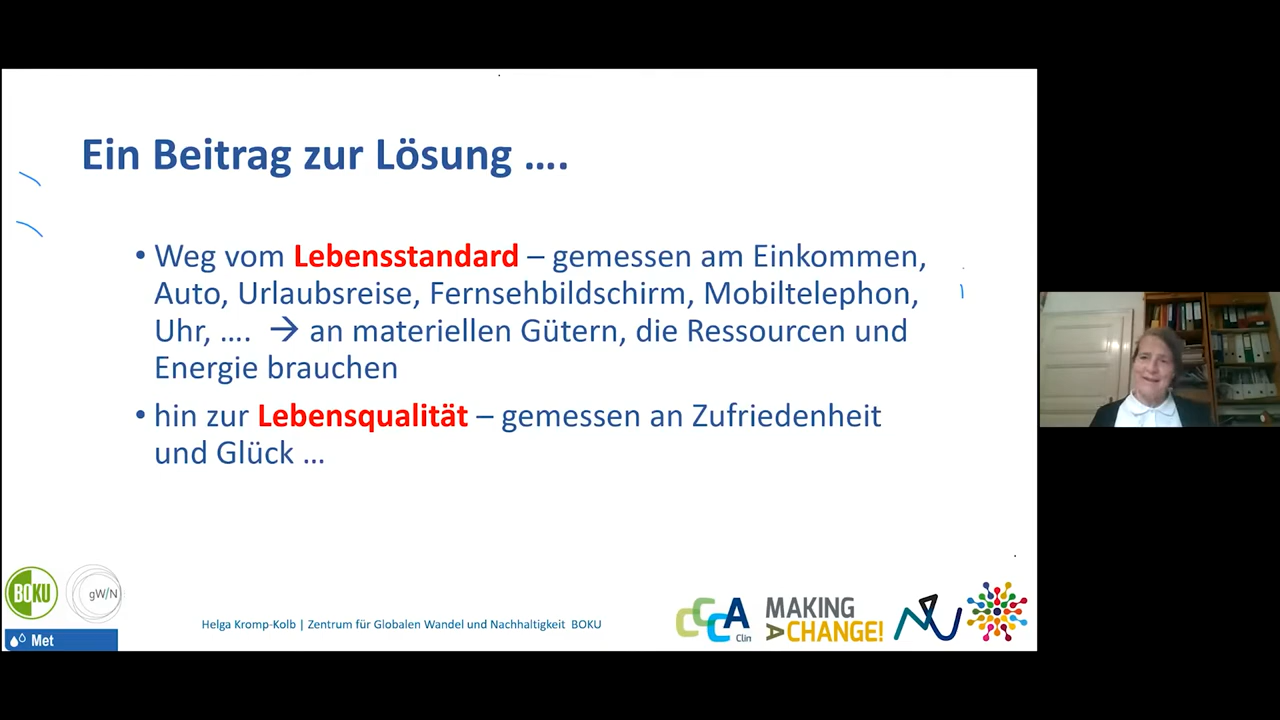 Ein Beitrag zur Lösung ....
• Weg vom Lebensstandard – gemessen am Einkommen,
Auto, Urlaubsreise, Fernsehbildschirm, Mobiltelephon,
Uhr, .... → an materiellen Gütern, die Ressourcen und
Energie brauchen
• hin zur Lebensqualität – gemessen an Zufriedenheit
und Glück ...
BOKU
gW/N
Met
Helga Kromp-Kolb | Zentrum für Globalen Wandel und Nachhaltigkeit BOKU
CCCA
Clin
MAKING
A CHANGE!